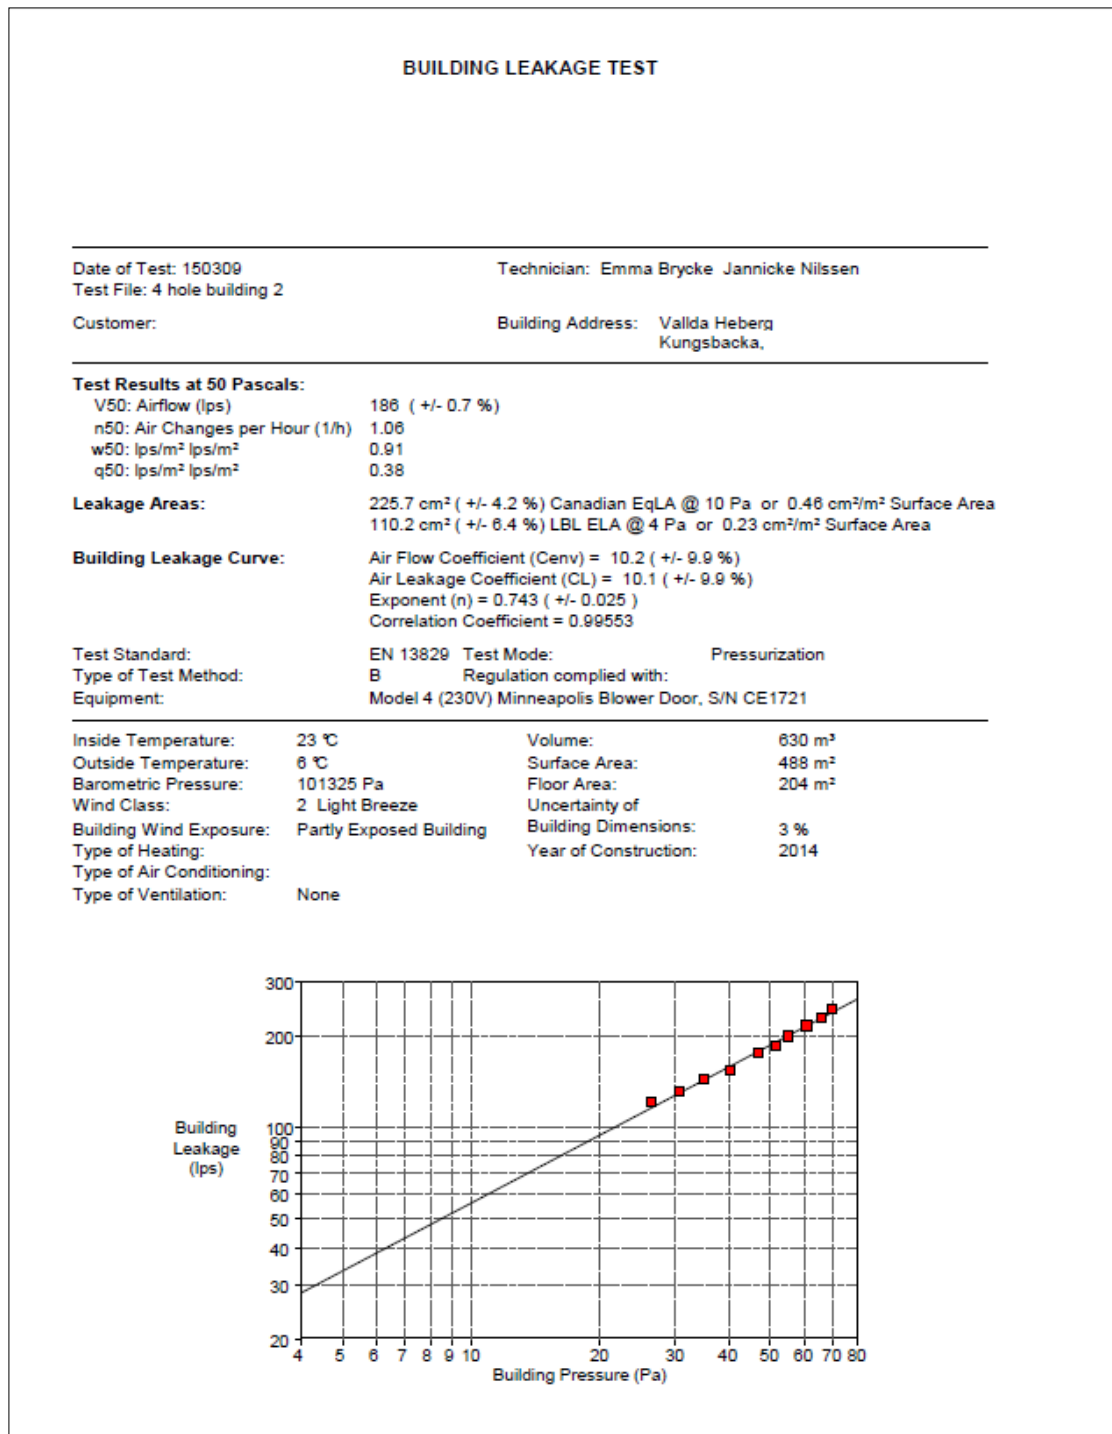 BUILDING LEAKAGE TEST
Date of Test: 150309 Technician: Emma Brycke Jannicke Nilssen
Test File: 4 hole building 2
Customer: Building Address: Vallda Heberg
Kungsbacka,
Test Results at 50 Pascals:
V50: Airflow (lps) 186 ( +/- 0.7 %)
n50: Air Changes per Hour (1/h) 1.06
w50: lps/m² lps/m² 0.91
q50: lps/m² lps/m² 0.38
Leakage Areas: 225.7 cm² ( +/- 4.2 %) Canadian EqLA @ 10 Pa or 0.46 cm²/m² Surface Area
110.2 cm² ( +/- 6.4 %) LBL ELA @ 4 Pa or 0.23 cm²/m² Surface Area
Building Leakage Curve: Air Flow Coefficient (Cenv) = 10.2 ( +/- 9.9 %)
Air Leakage Coefficient (CL) = 10.1 ( +/- 9.9 %)
Exponent (n) = 0.743 ( +/- 0.025 )
Correlation Coefficient = 0.99553
Test Standard: EN 13829 Test Mode: Pressurization
Type of Test Method: B Regulation complied with:
Equipment: Model 4 (230V) Minneapolis Blower Door, S/N CE1721
Inside Temperature: 23 °C Volume: 630 m³
Outside Temperature: 6 °C Surface Area: 488 m²
Barometric Pressure: 101325 Pa Floor Area: 204 m²
Wind Class: 2 Light Breeze Uncertainty of
Building Wind Exposure: Partly Exposed Building Building Dimensions: 3 %
Type of Heating: Year of Construction: 2014
Type of Air Conditioning:
Type of Ventilation: None
300
200
Building
Leakage
(lps)
100
90
80
70
60
50
40
30
20
4 5 6 7 8 9 10 20 30 40 50 60 70 80
Building Pressure (Pa)